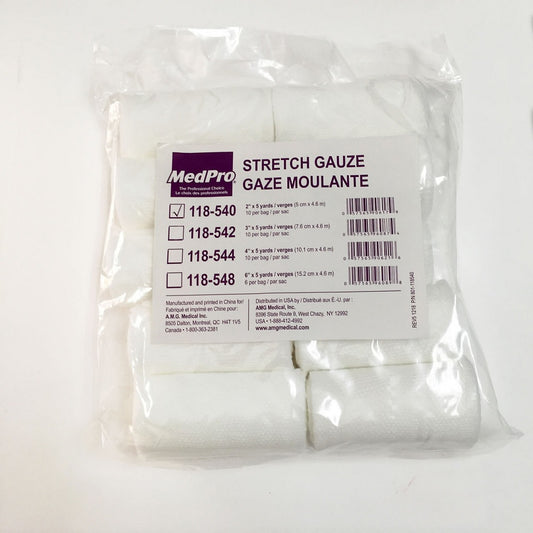 MedPro®
The Professional Choice
Le choix des professionnels
STRETCH GAUZE
GAZE MOULANTE
118-540 2" x 5 yards / verges (5 cm x 4.6 m)
10 per bag / par sac
118-542 3" x 5 yards / verges (7.6 cm x 4.6 m)
10 per bag / par sac
118-544 4" x 5 yards / verges (10.1 cm x 4.6 m)
10 per bag / par sac
118-548 6" x 5 yards / verges (15.2 cm x 4.6 m)
6 per bag / par sac
Manufactured and printed in China for/
Fabriqué et imprimé en Chine pour:
A.M.G. Medical Inc.
8505 Dalton, Montreal, QC H4T 1V5
Canada • 1-800-363-2381
Distributed in USA by / Distribué aux É.-U. par :
AMG Medical Inc.
8396 State Route 9, West Chazy, NY 12992
USA • 1-888-412-4992
www.amgmedical.com
REV5 1218 P/N 801-118540